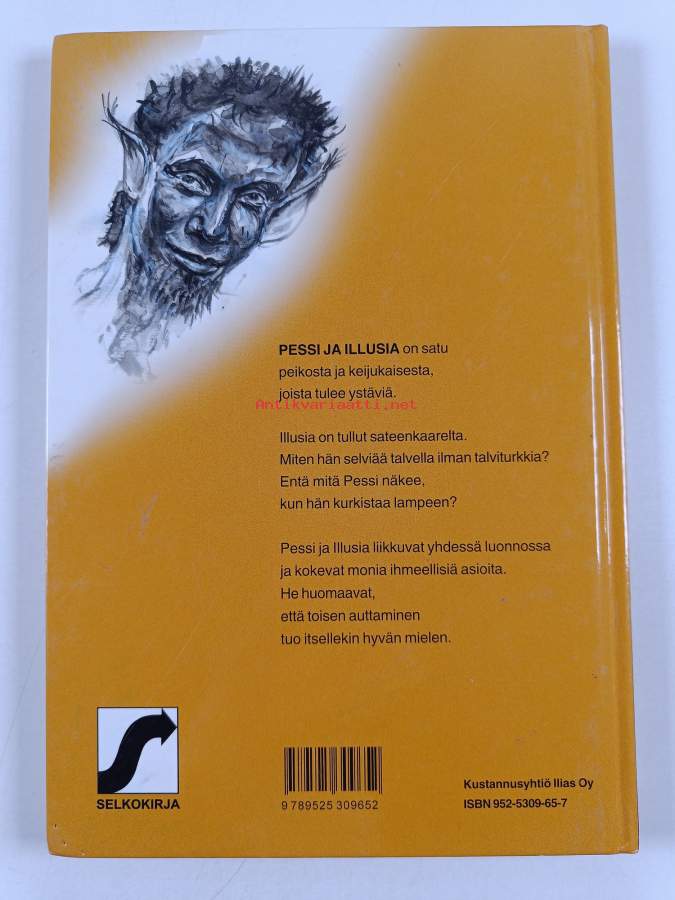 PESSI JA ILLUSIA on satu
peikosta ja keijukaisesta,
joista tulee ystäviä.
Antikvariaatti.net
Illusia on tullut sateenkaarelta.
Miten hän selviää talvella ilman talviturkkia?
Entä mitä Pessi näkee,
kun hän kurkistaa lampeen?
Pessi ja Illusia liikkuvat yhdessä luonnossa
ja kokevat monia ihmeellisiä asioita.
He huomaavat,
että toisen auttaminen
tuo itsellekin hyvän mielen.
SELKOKIRJA
9 789525 309652
Kustannusyhtiö Ilias Oy
ISBN 952-5309-65-7